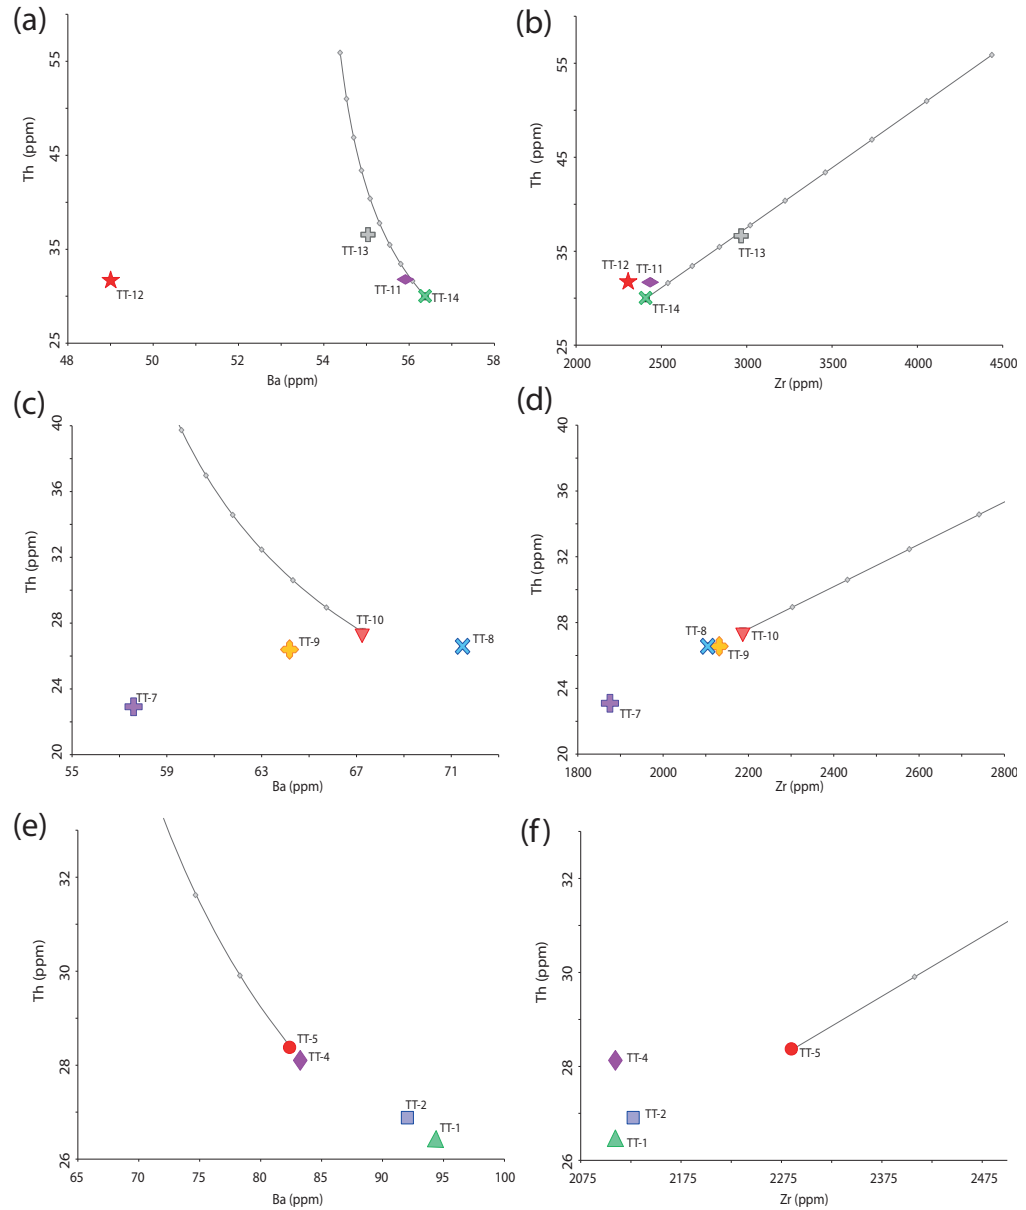 (a)
55
45
35
25
Th (ppm)
TT-13
TT-12
TT-11
TT-14
48
50
52
54
56
58
Ba (ppm)
(b)
55
45
35
25
Th (ppm)
TT-12
TT-11
TT-13
TT-14
2000
2500
3000
3500
4000
4500
Zr (ppm)
(c)
40
36
32
28
24
20
Th (ppm)
TT-10
TT-9
TT-8
TT-7
55
59
63
67
71
Ba (ppm)
(d)
40
36
32
28
24
20
Th (ppm)
TT-8
TT-10
TT-9
TT-7
1800
2000
2200
2400
2600
2800
Zr (ppm)
(e)
32
30
28
26
Th (ppm)
TT-5
TT-4
TT-2
TT-1
65
70
75
80
85
90
95
100
Ba (ppm)
(f)
32
30
28
26
Th (ppm)
TT-4
TT-5
TT-2
TT-1
2075
2175
2275
2375
2475
Zr (ppm)